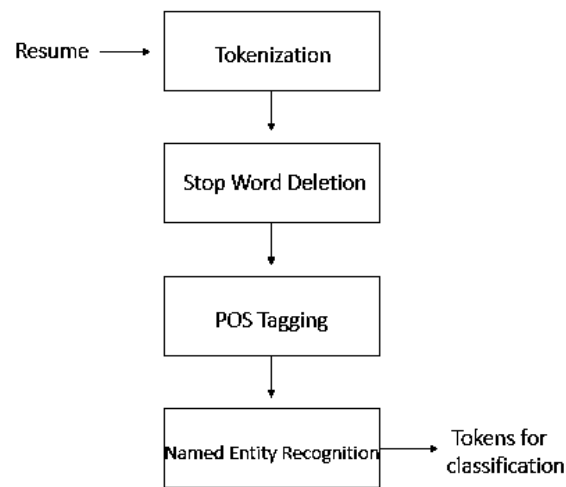 Resume
Tokenization
Stop Word Deletion
POS Tagging
Named Entity Recognition
Tokens for
classification